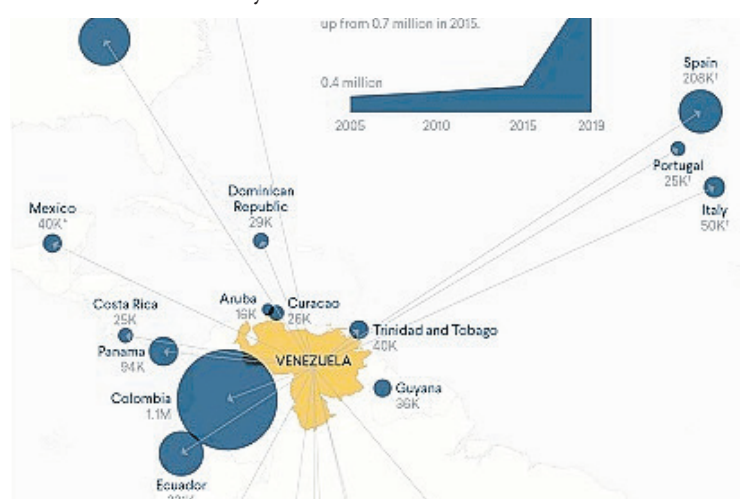 up from 0.7 million in 2015.
0.4 million
2005 2010 2015 2019
Spain
208K†
Portugal
25K†
Italy
50K†
Dominican
Republic
29K
Mexico
40K*
Aruba
16K
Curacao
26K
Costa Rica
25K
Panama
94K
Trinidad and Tobago
40K
VENEZUELA
Colombia
1.1M
Guyana
36K
Ecuador